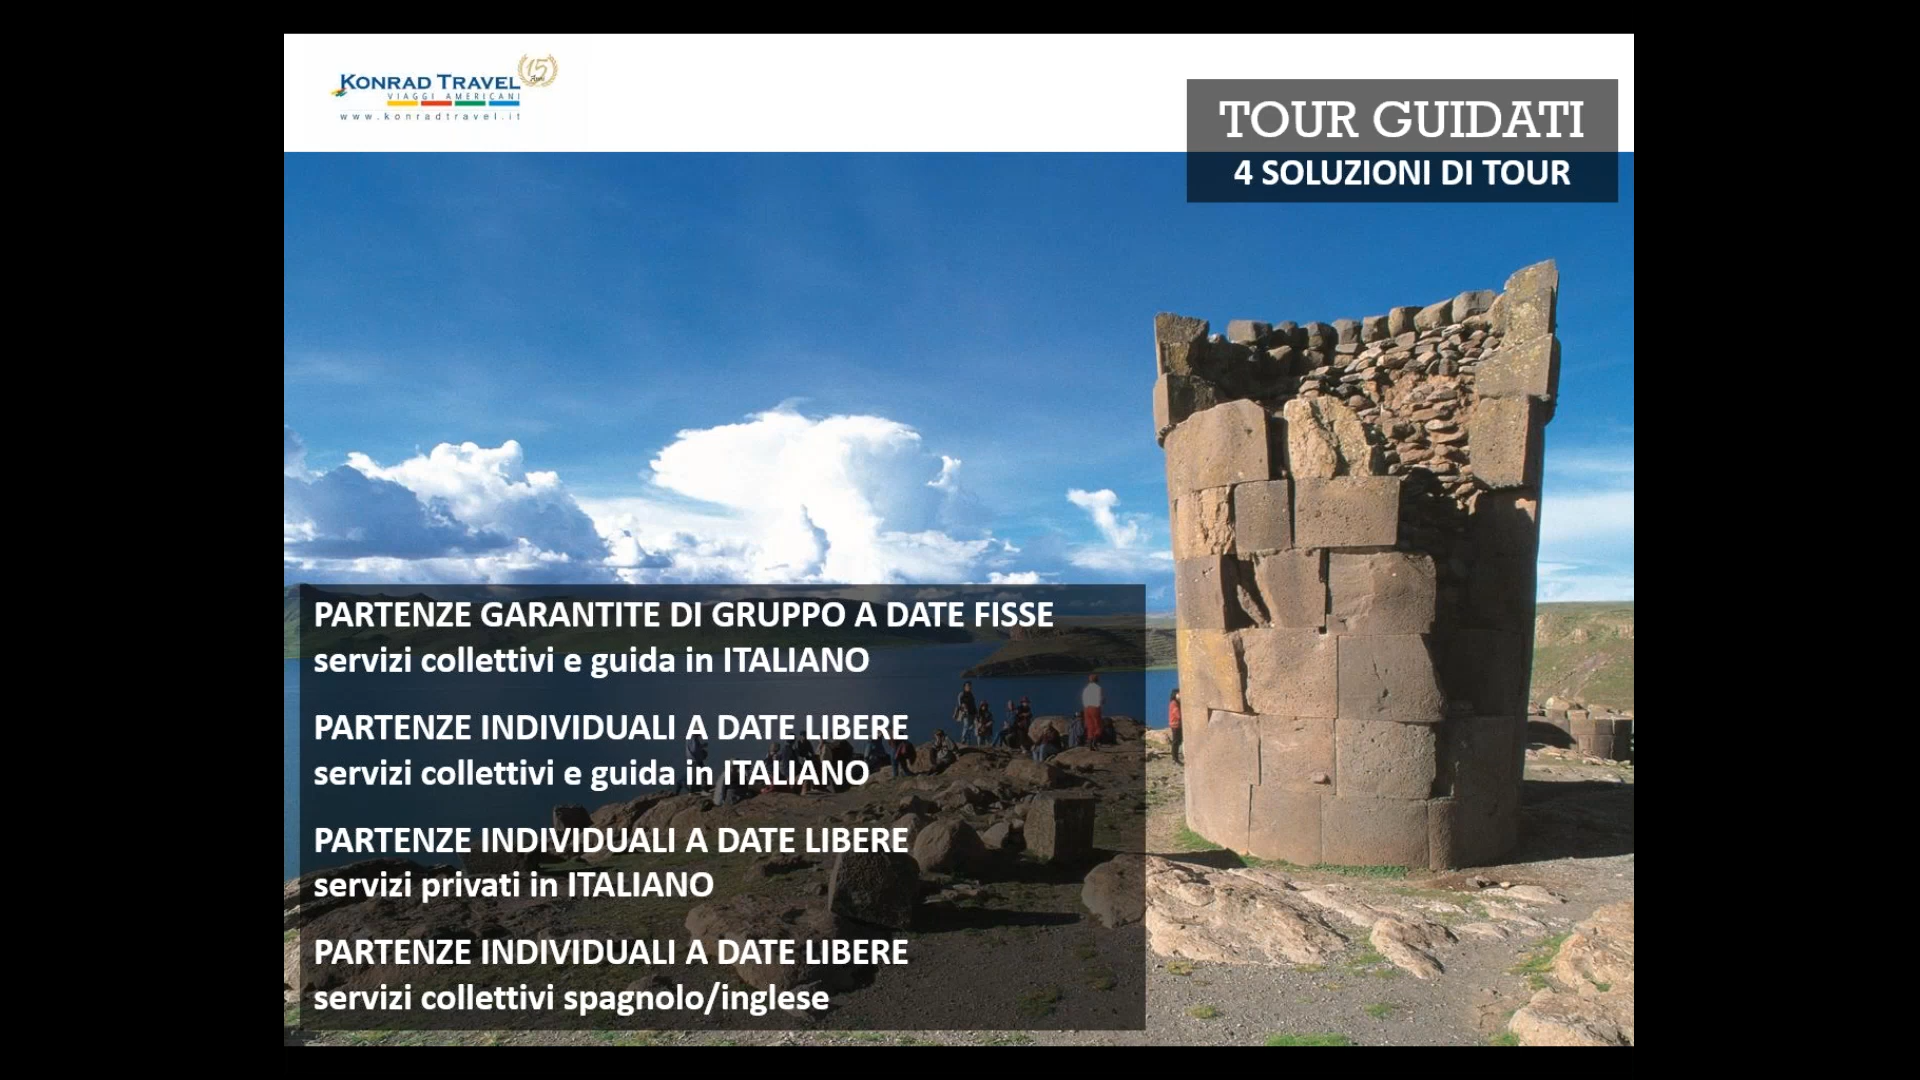 KONRAD TRAVEL
15
VIAGGI AMERICANI
www.konradtravel.it
TOUR GUIDATI
4 SOLUZIONI DI TOUR
PARTENZE GARANTITE DI GRUPPO A DATE FISSE
servizi collettivi e guida in ITALIANO
PARTENZE INDIVIDUALI A DATE LIBERE
servizi collettivi e guida in ITALIANO
PARTENZE INDIVIDUALI A DATE LIBERE
servizi privati in ITALIANO
PARTENZE INDIVIDUALI A DATE LIBERE
servizi collettivi spagnolo/inglese